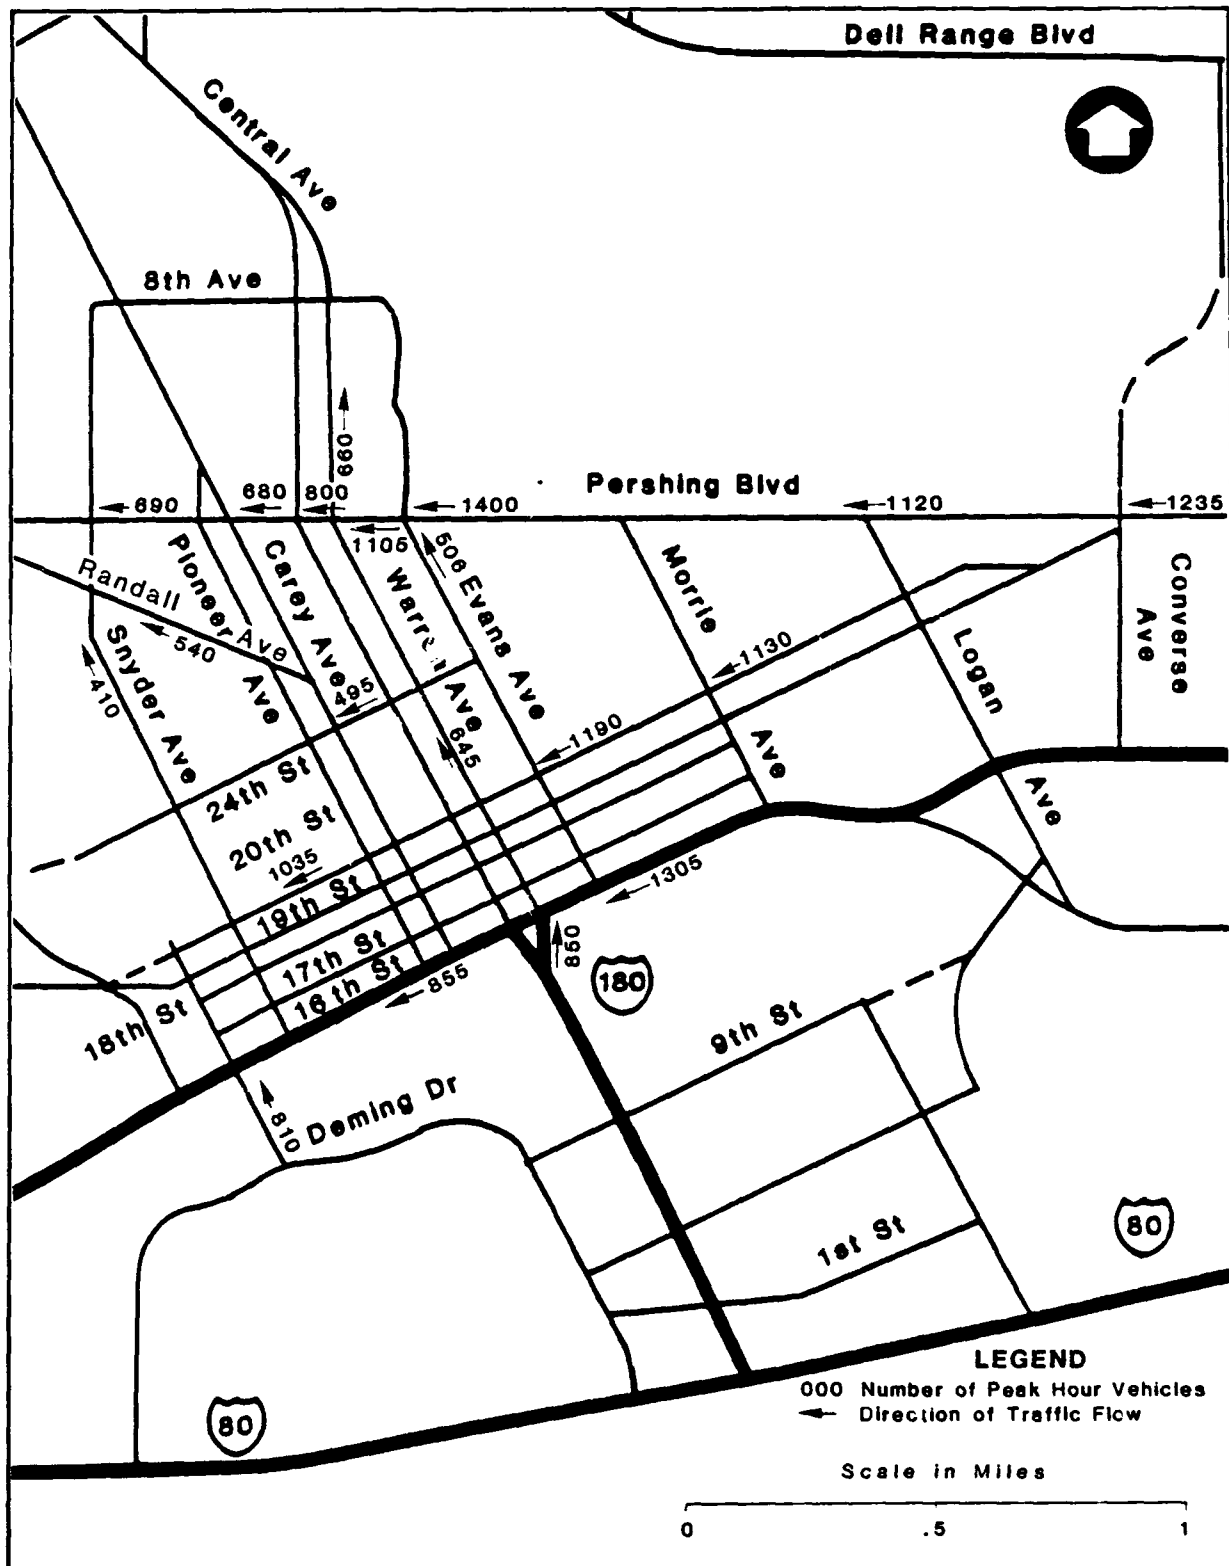 Dell Range Blvd
Central Ave
8th Ave
660
Pershing Blvd
690
680
800
1400
1120
1235
1105
506
Pioneer Ave
Carey Ave
Warren Ave
Evans Ave
Morrie Ave
Logan Ave
Converse Ave
Randall Ave
540
Snyder Ave
410
495
645
1130
1190
24th St
20th St
1035
19th St
1305
17th St
850
16th St
855
180
18th St
9th St
810
Deming Dr
1st St
80
LEGEND
000 Number of Peak Hour Vehicles
Direction of Traffic Flow
80
Scale in Miles
0 .5 1